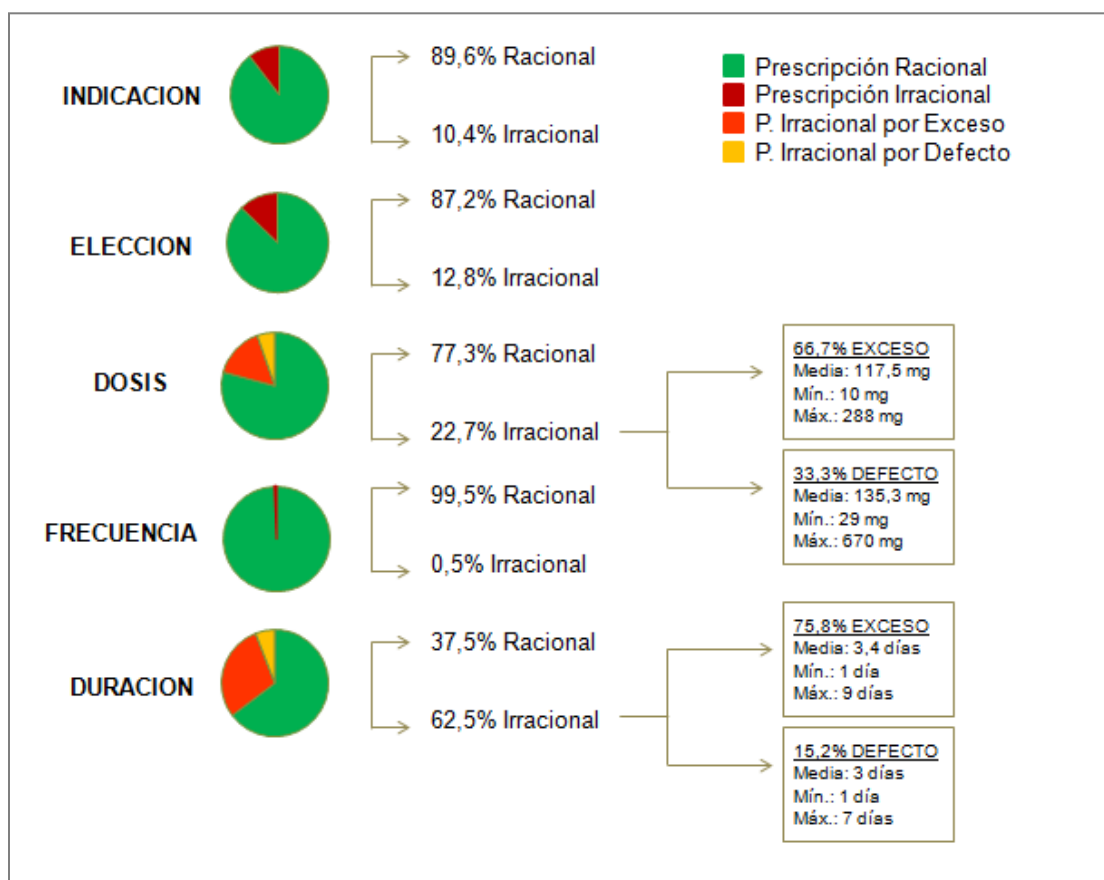 INDICACION
89,6% Racional
10,4% Irracional
Prescripción Racional
Prescripción Irracional
P. Irracional por Exceso
P. Irracional por Defecto
ELECCION
87,2% Racional
12,8% Irracional
DOSIS
77,3% Racional
22,7% Irracional
66,7% EXCESO
Media: 117,5 mg
Mín.: 10 mg
Máx.: 288 mg
33,3% DEFECTO
Media: 135,3 mg
Mín.: 29 mg
Máx.: 670 mg
FRECUENCIA
99,5% Racional
0,5% Irracional
DURACION
37,5% Racional
62,5% Irracional
75,8% EXCESO
Media: 3,4 días
Mín.: 1 día
Máx.: 9 días
15,2% DEFECTO
Media: 3 días
Mín.: 1 día
Máx.: 7 días